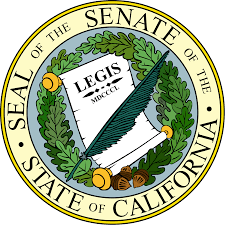 SEAL OF THE SENATE OF THE
STATE OF CALIFORNIA
LEGIS
MDCCCL